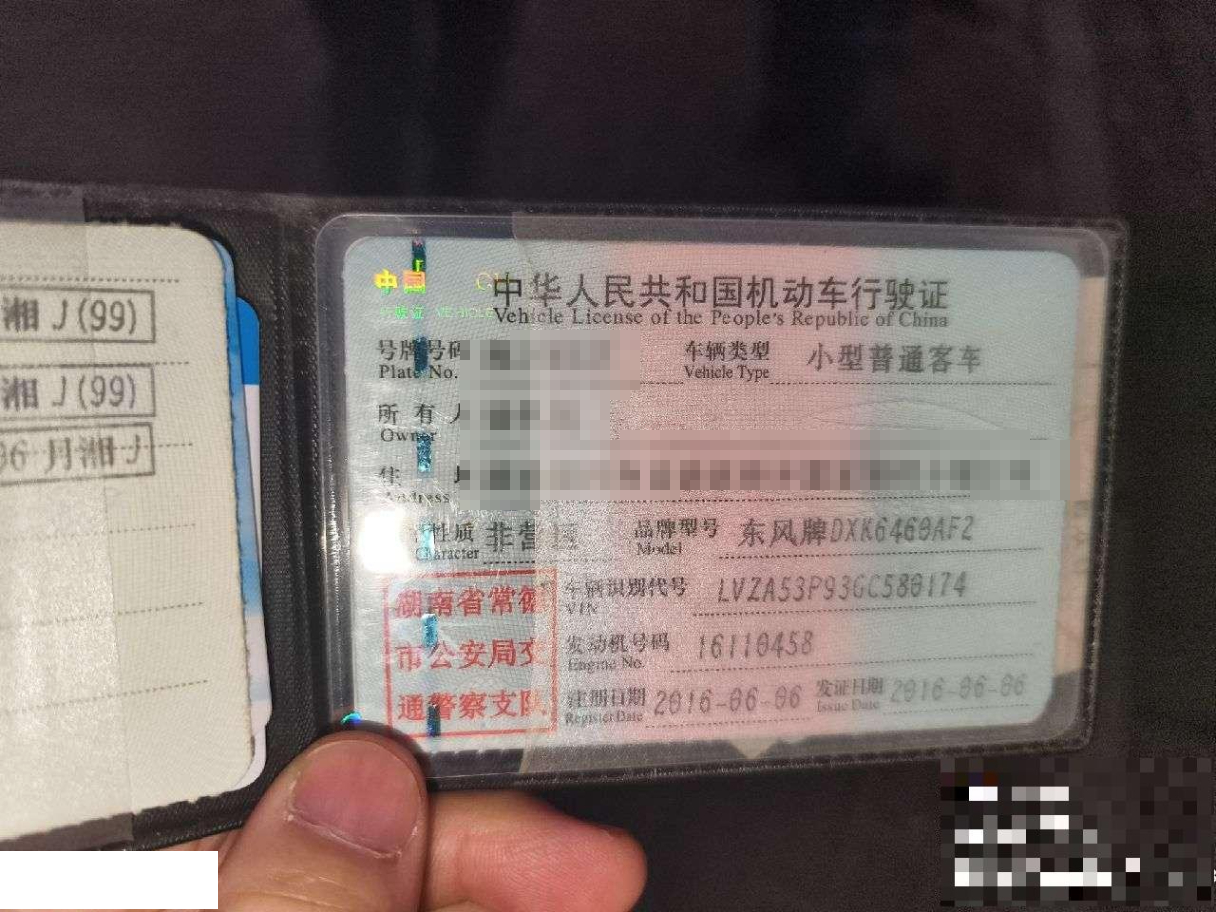 湘J(99)
湘J(99)
06月湘J
中国
行驶证 VEHICLE
中华人民共和国机动车行驶证
Vehicle License of the People's Republic of China
号牌号码 车辆类型 小型普通客车
Plate No. Vehicle Type
所有人
Owner
住
Address
性质 非营运 品牌型号 东风牌DXK6460AF2
Character Model
湖南省常德
市公安局交
通警察支队
车辆识别代号 LVZA53P93GC580174
VIN
发动机号码 16110458
Engine No.
注册日期 2016-06-06 发证日期 2016-06-06
Register Date Issue Date